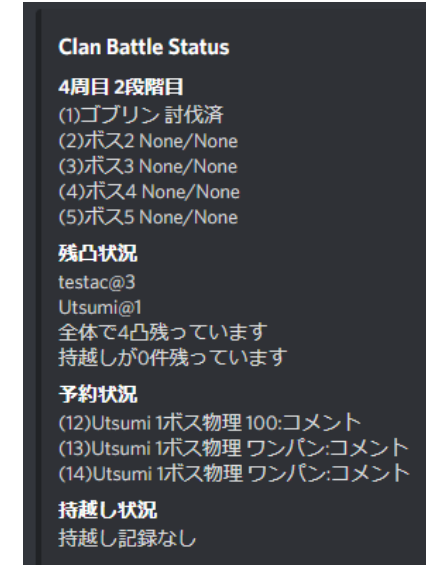 Clan Battle Status
4周目 2段階目
(1)ゴブリン 討伐済
(2)ボス2 None/None
(3)ボス3 None/None
(4)ボス4 None/None
(5)ボス5 None/None
残凸状況
testac@3
Utsumi@1
全体で4凸残っています
持越しが0件残っています
予約状況
(12)Utsumi 1ボス物理 100:コメント
(13)Utsumi 1ボス物理 ワンパン:コメント
(14)Utsumi 1ボス物理 ワンパン:コメント
持越し状況
持越し記録なし